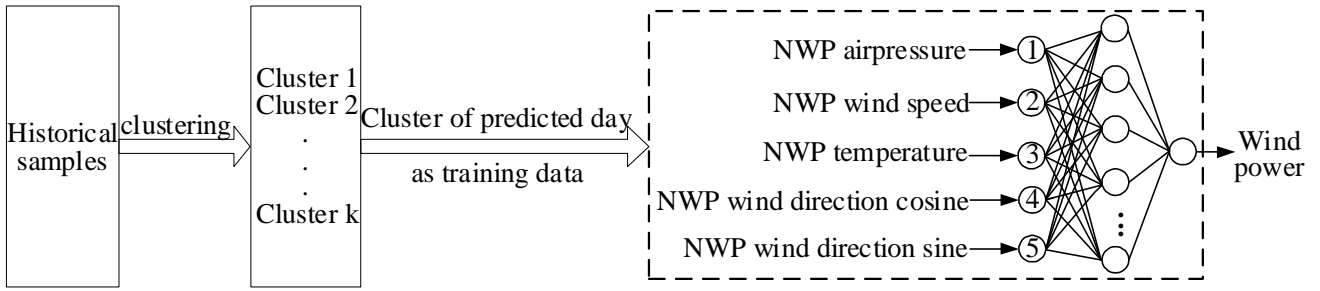 Historical
samples
clustering
Cluster 1
Cluster 2
.
.
.
Cluster k
Cluster of predicted day
as training data
NWP airpressure
NWP wind speed
NWP temperature
NWP wind direction cosine
NWP wind direction sine
1
2
3
4
5
...
Wind
power